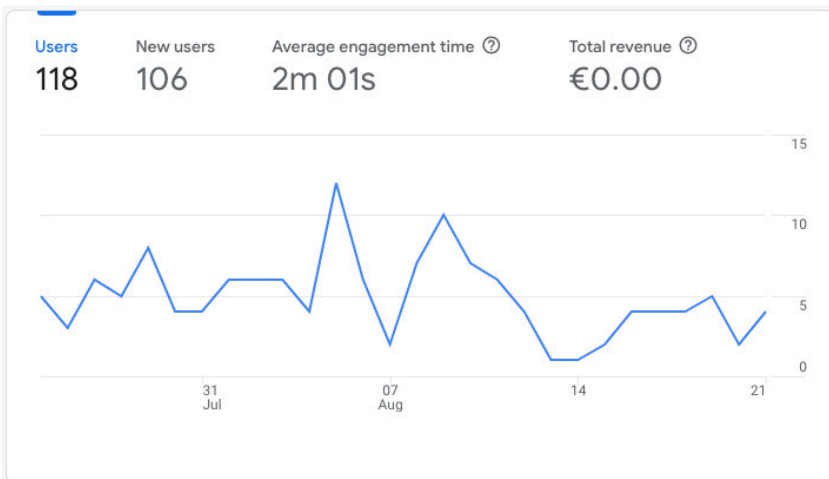 Users New users Average engagement time Total revenue
118 106 2m 01s €0.00
15
10
5
0
31 07 14 21
Jul Aug